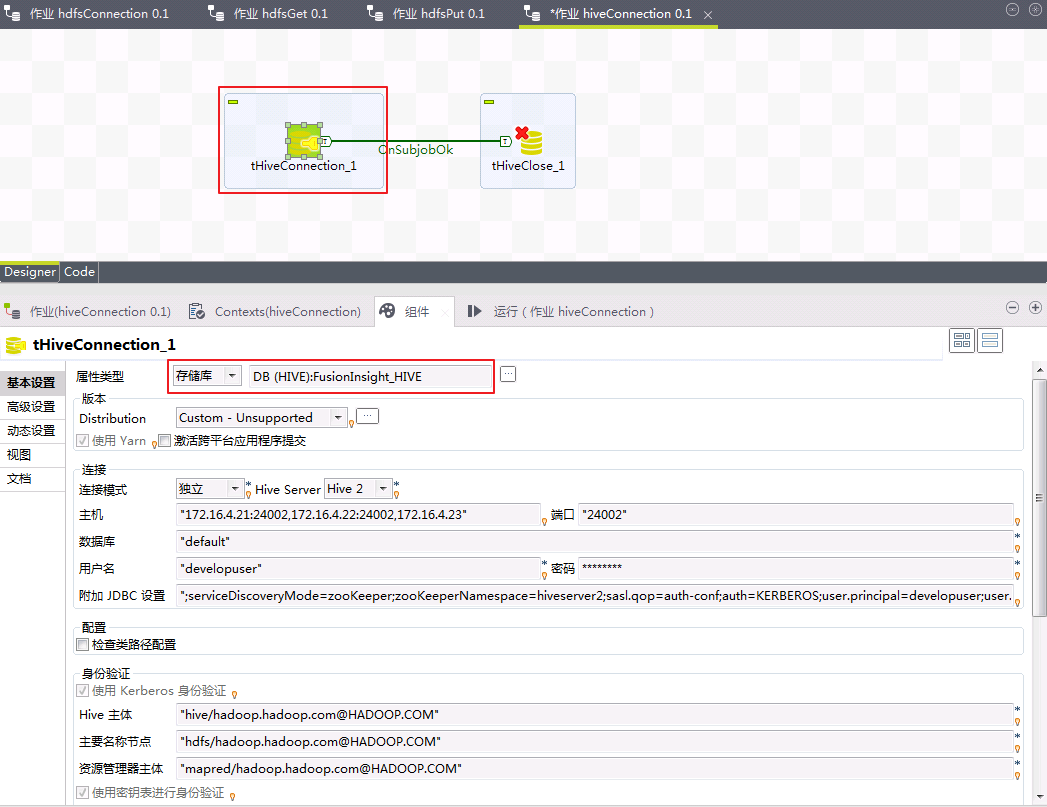 作业 hdfsConnection 0.1 作业 hdfsGet 0.1 作业 hdfsPut 0.1 *作业 hiveConnection 0.1
OnSubjobOk
tHiveConnection_1 tHiveClose_1
Designer Code
作业(hiveConnection 0.1) Contexts(hiveConnection) 组件 运行 ( 作业 hiveConnection )
tHiveConnection_1
基本设置
高级设置
动态设置
视图
文档
属性类型 存储库 DB (HIVE):FusionInsight_HIVE
版本
Distribution Custom - Unsupported
使用 Yarn 激活跨平台应用程序提交
连接
连接模式 独立 * Hive Server Hive 2 *
主机 "172.16.4.21:24002,172.16.4.22:24002,172.16.4.23" 端口 "24002"
数据库 "default" *
用户名 "developuser" * 密码 ******** *
附加 JDBC 设置 ";serviceDiscoveryMode=zooKeeper;zooKeeperNamespace=hiveserver2;sasl.qop=auth-conf;auth=KERBEROS;user.principal=developuser;user.
配置
检查类路径配置
身份验证
使用 Kerberos 身份验证
Hive 主体 "hive/hadoop.hadoop.com@HADOOP.COM" *
主要名称节点 "hdfs/hadoop.hadoop.com@HADOOP.COM" *
资源管理器主体 "mapred/hadoop.hadoop.com@HADOOP.COM" *
使用密钥表进行身份验证